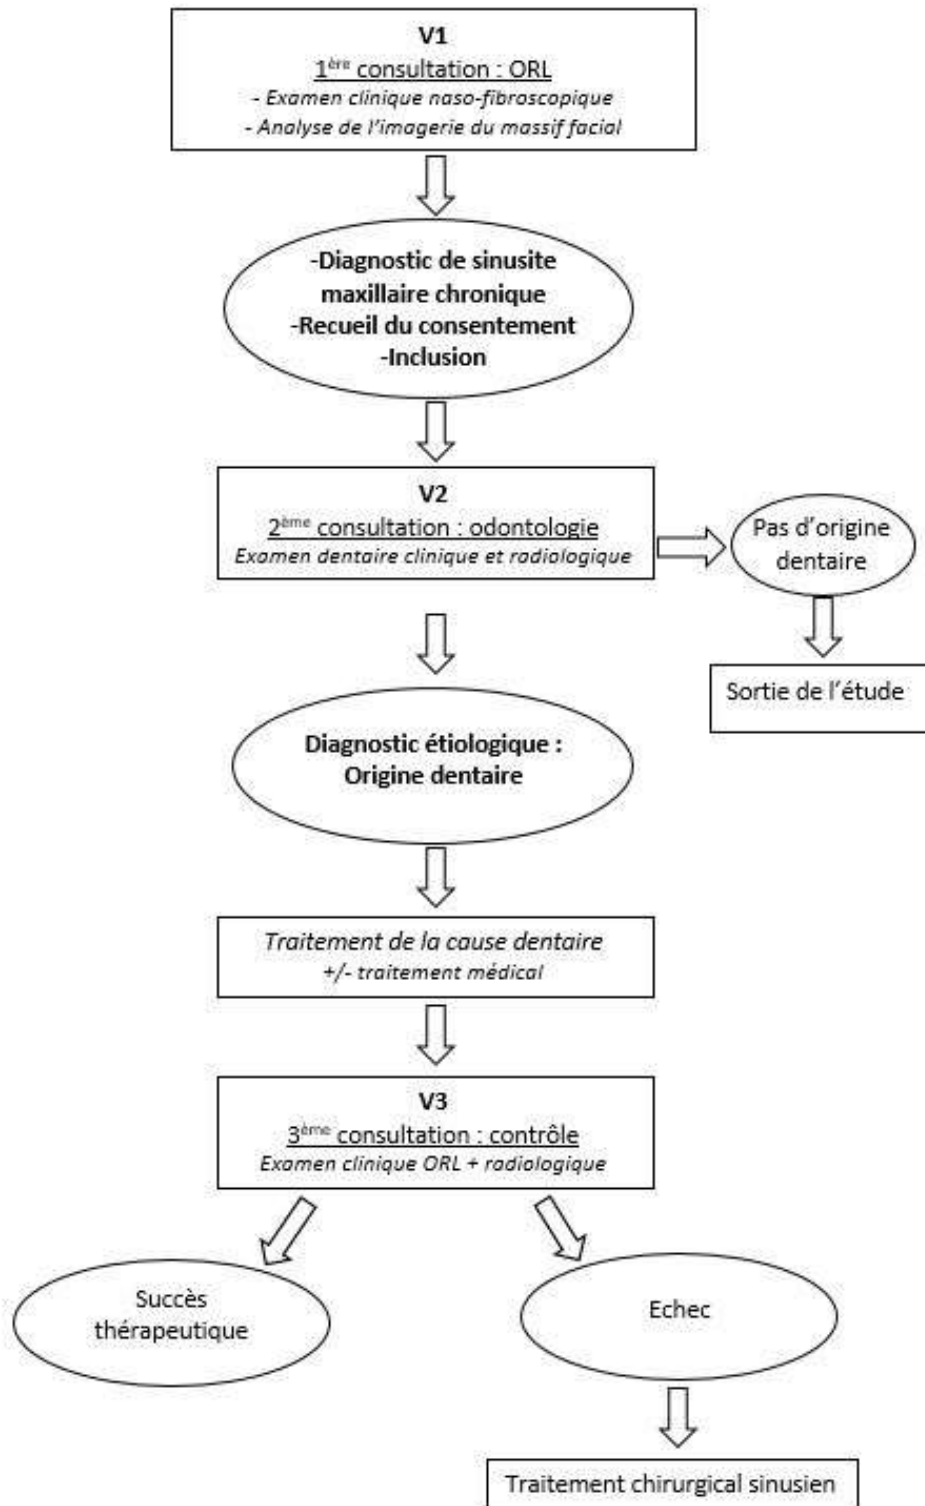 V1
1ère consultation : ORL
- Examen clinique naso-fibroscopique
- Analyse de l'imagerie du massif facial
-Diagnostic de sinusite
maxillaire chronique
-Recueil du consentement
-Inclusion
V2
2ème consultation : odontologie
Examen dentaire clinique et radiologique
Pas d'origine
dentaire
Sortie de l'étude
Diagnostic étiologique :
Origine dentaire
Traitement de la cause dentaire
+/- traitement médical
V3
3ème consultation : contrôle
Examen clinique ORL + radiologique
Succès
thérapeutique
Echec
Traitement chirurgical sinusien